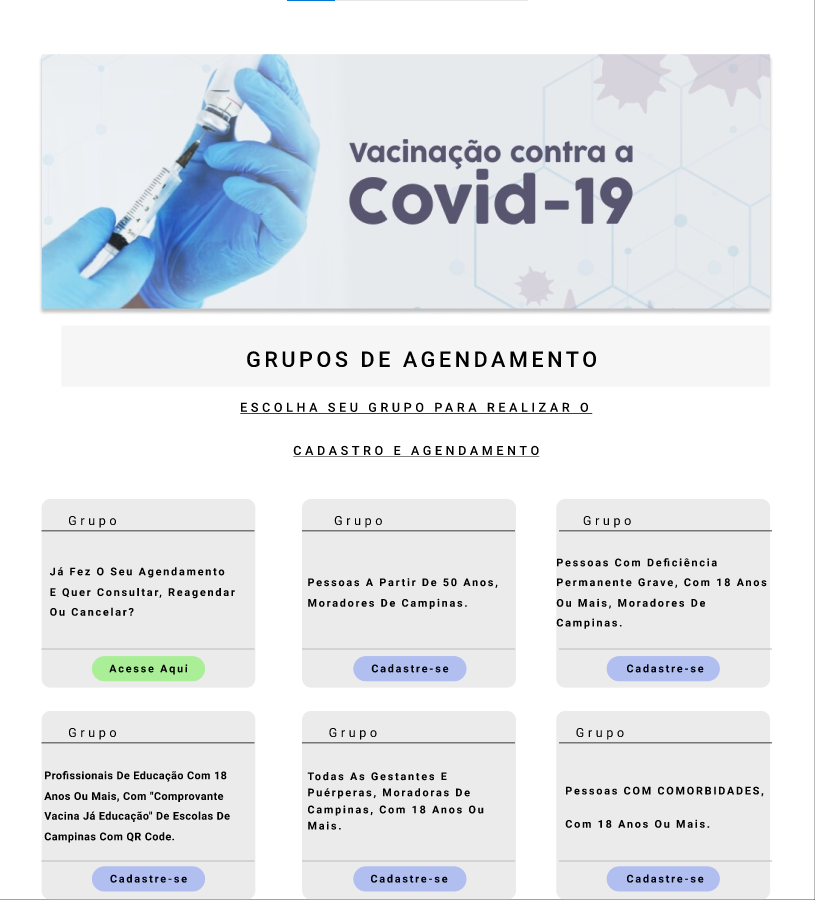 Vacinação contra a
Covid-19
GRUPOS DE AGENDAMENTO
ESCOLHA SEU GRUPO PARA REALIZAR O
CADASTRO E AGENDAMENTO
Grupo
Já Fez O Seu Agendamento
E Quer Consultar, Reagendar
Ou Cancelar?
Acesse Aqui
Grupo
Pessoas A Partir De 50 Anos,
Moradores De Campinas.
Cadastre-se
Grupo
Pessoas Com Deficiência
Permanente Grave, Com 18 Anos
Ou Mais, Moradores De
Campinas.
Cadastre-se
Grupo
Profissionais De Educação Com 18
Anos Ou Mais, Com "Comprovante
Vacina Já Educação" De Escolas De
Campinas Com QR Code.
Cadastre-se
Grupo
Todas As Gestantes E
Puérperas, Moradoras De
Campinas, Com 18 Anos Ou
Mais.
Cadastre-se
Grupo
Pessoas COM COMORBIDADES,
Com 18 Anos Ou Mais.
Cadastre-se